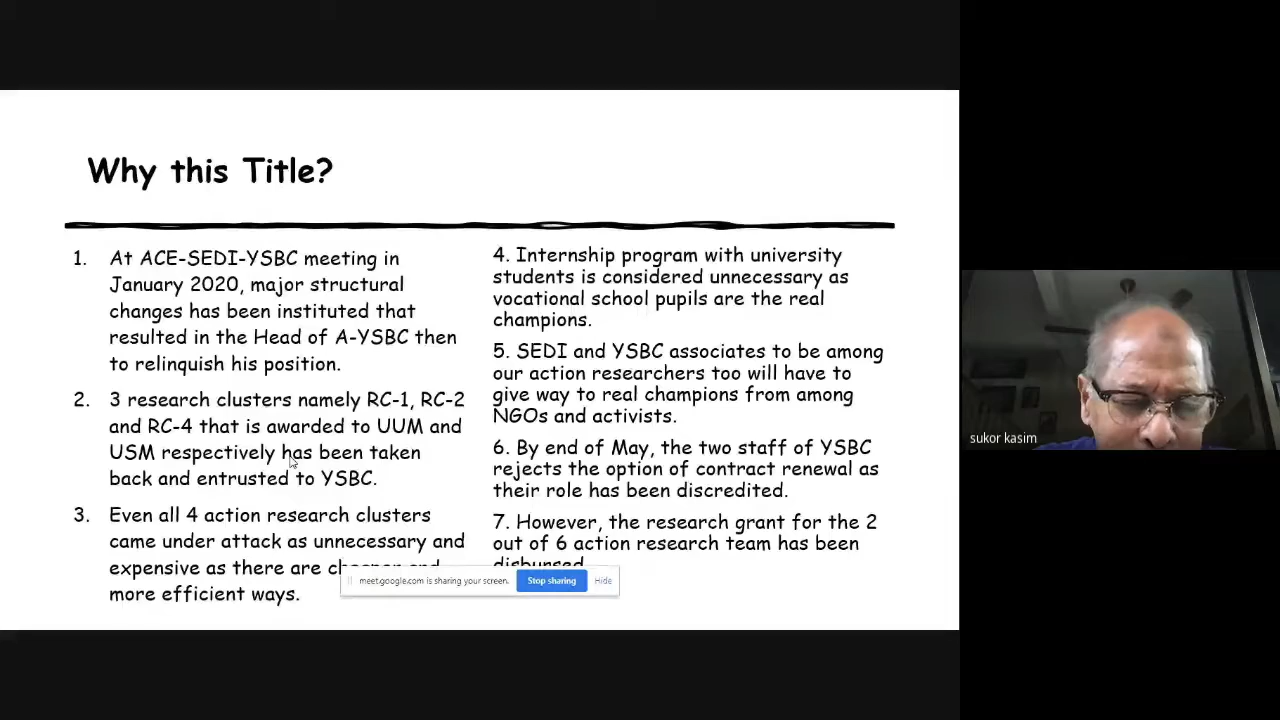 Why this Title?
1. At ACE-SEDI-YSBC meeting in
January 2020, major structural
changes has been instituted that
resulted in the Head of A-YSBC then
to relinquish his position.
2. 3 research clusters namely RC-1, RC-2
and RC-4 that is awarded to UUM and
USM respectively has been taken
back and entrusted to YSBC.
3. Even all 4 action research clusters
came under attack as unnecessary and
expensive as there are
more efficient ways.
4. Internship program with university
students is considered unnecessary as
vocational school pupils are the real
champions.
5. SEDI and YSBC associates to be among
our action researchers too will have to
give way to real champions from among
NGOs and activists.
6. By end of May, the two staff of YSBC
rejects the option of contract renewal as
their role has been discredited.
7. However, the research grant for the 2
out of 6 action research team has been
disbursed
meet.google.com is sharing your screen.
Stop sharing
Hide
sukor kasim